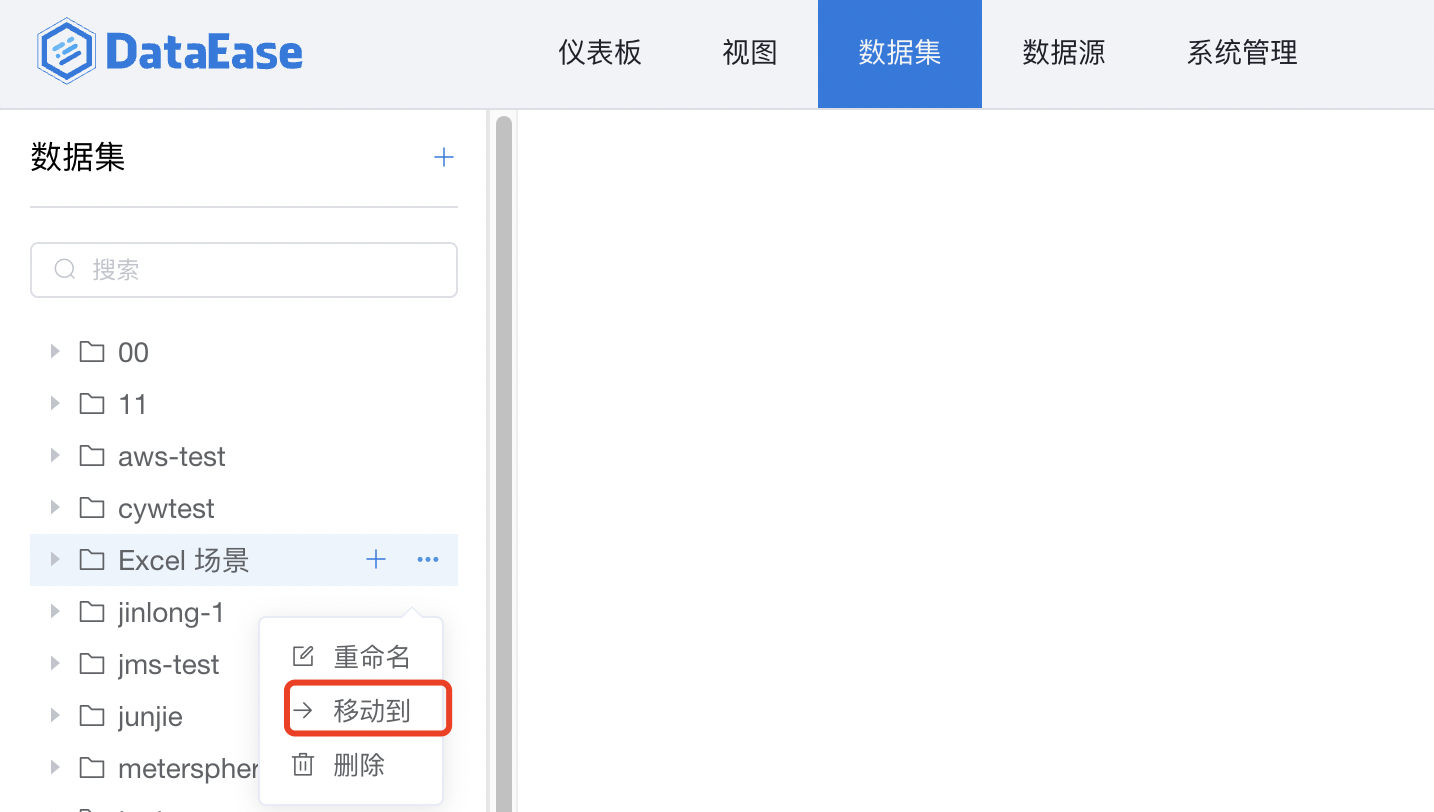 DataEase
仪表板 视图 数据集 数据源 系统管理
数据集
搜索
00
11
aws-test
cywtest
Excel 场景
jinlong-1
jms-test
junjie
重命名
移动到
删除